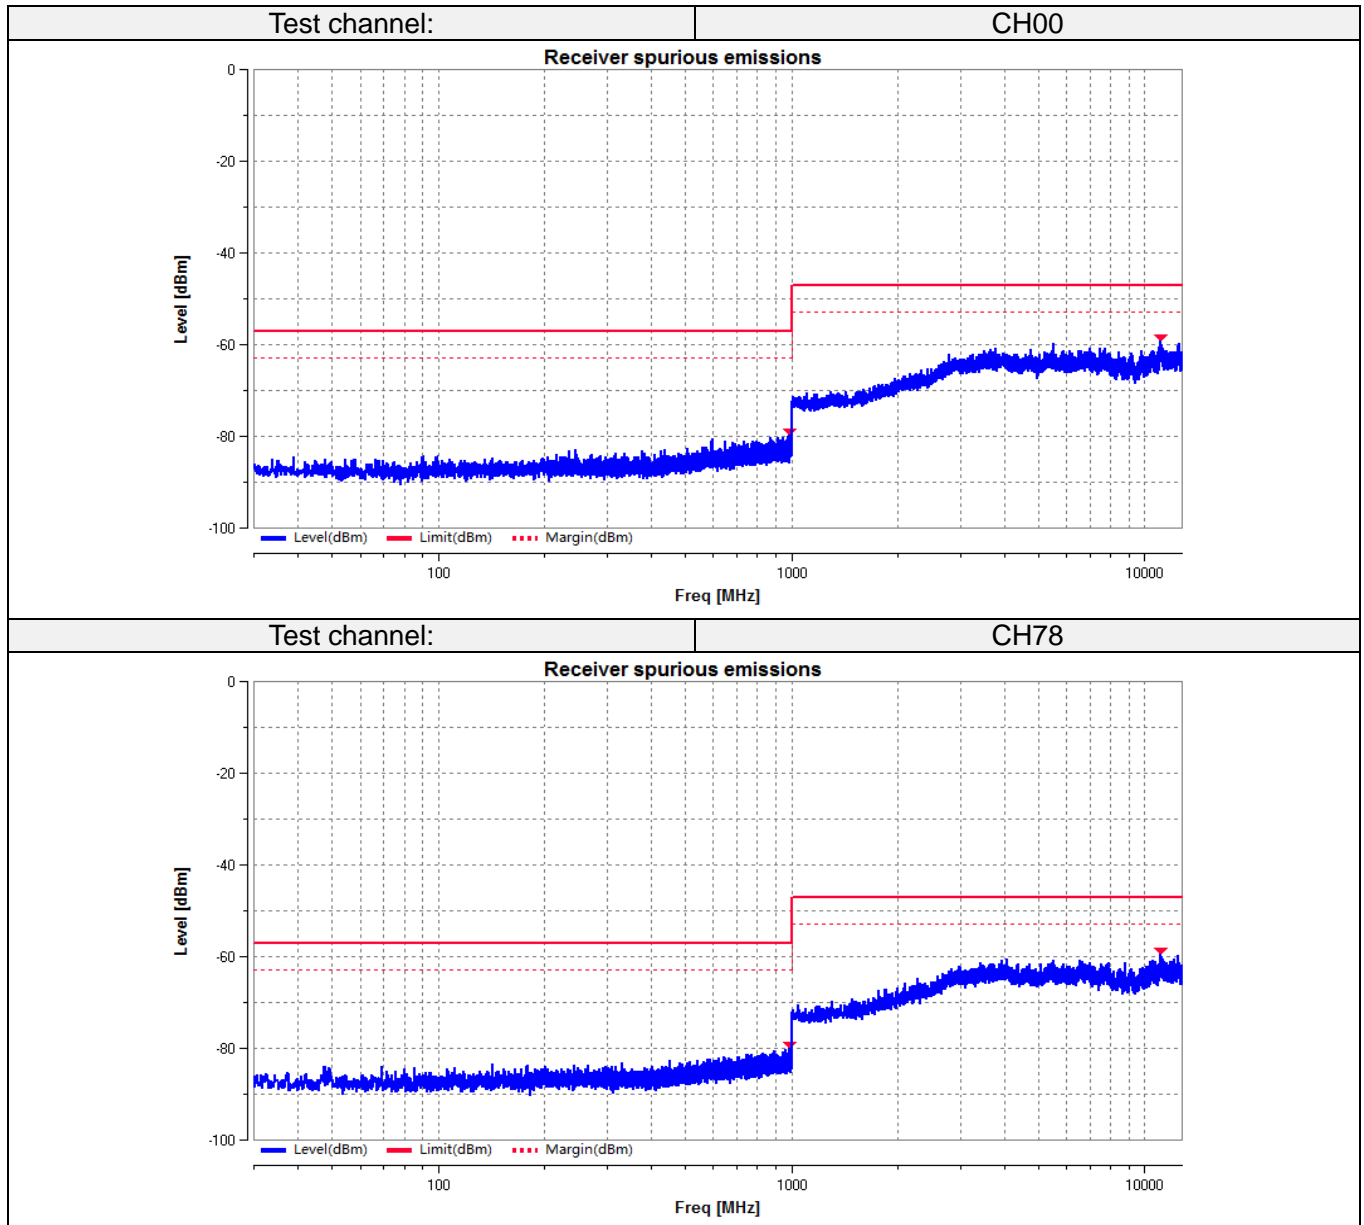 Test channel: CH00
Receiver spurious emissions
0
-20
-40
-60
-80
-100
Level [dBm]
Level(dBm) Limit(dBm) Margin(dBm)
100 1000 10000
Freq [MHz]
Test channel: CH78
Receiver spurious emissions
0
-20
-40
-60
-80
-100
Level [dBm]
Level(dBm) Limit(dBm) Margin(dBm)
100 1000 10000
Freq [MHz]